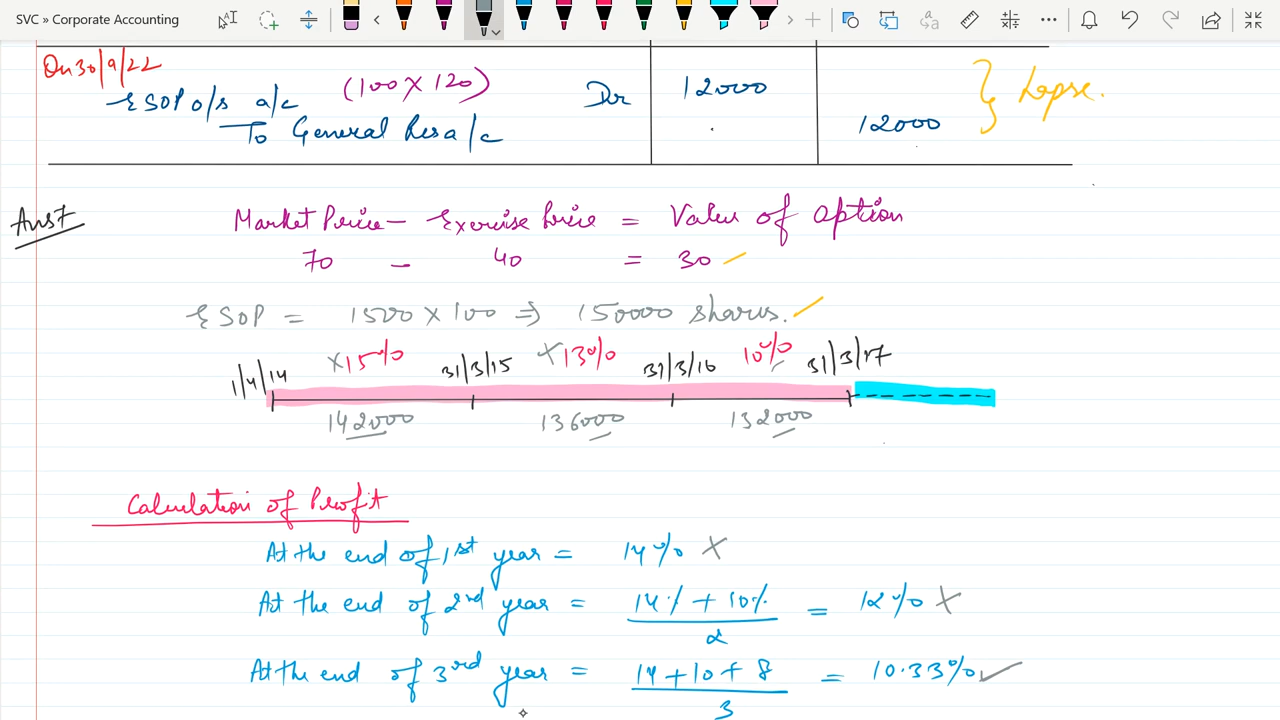 SVC » Corporate Accounting
On 30/9/22
ESOP o/s a/c (100 X 120) Dr 12000
To General Res a/c 12000
} Lapse.
Ans 7
Market Price - Exercise Price = Value of option
70 - 40 = 30
ESOP = 1500 X 100 ⇒ 150000 shares.
1/4/14 X15% 31/3/15 X13% 31/3/16 10% 31/3/17
142000 136000 132000
Calculation of Profit
At the end of 1st year = 14% X
At the end of 2nd year = 14% + 10% / 2 = 12% X
At the end of 3rd year = 14 + 10 + 8 / 3 = 10.33% ✓